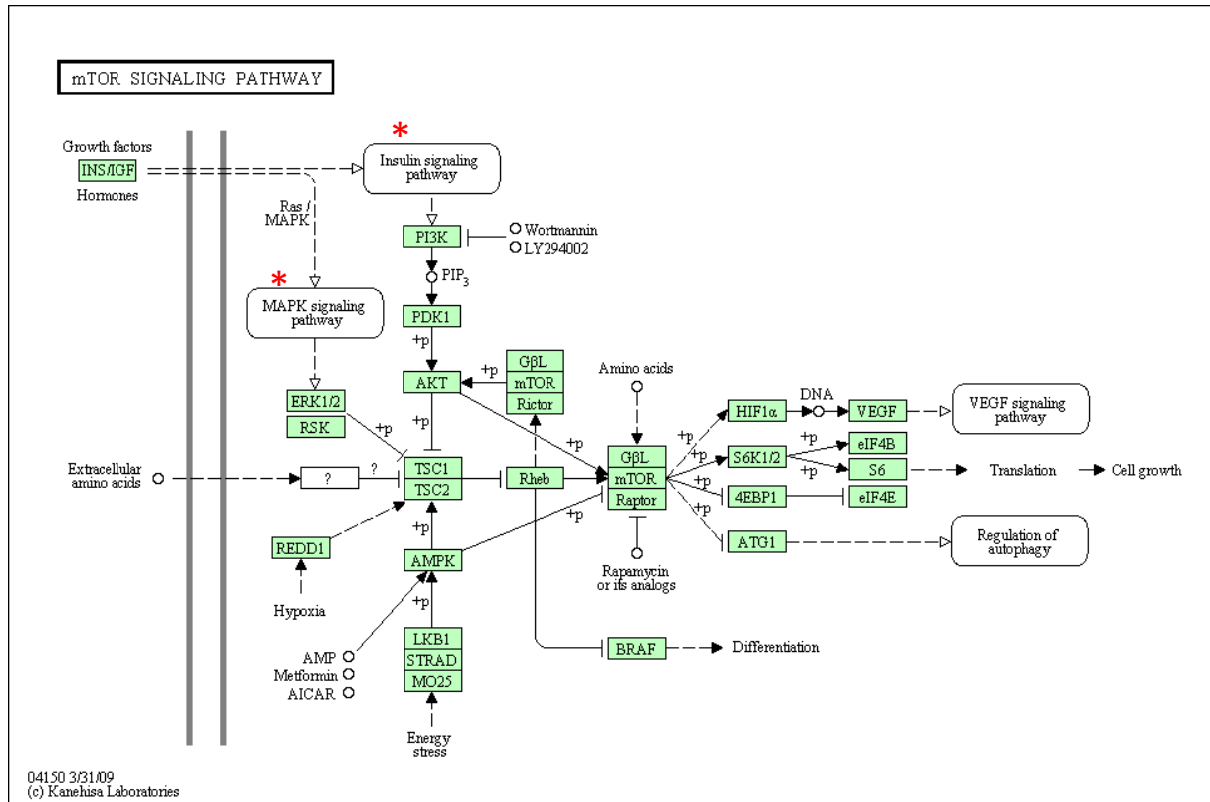 mTOR SIGNALING PATHWAY
*
Growth factors
INS/IGF
Hormones
Insulin signaling
pathway
Ras /
MAPK
PI3K
Wortmannin
LY294002
*
PIP3
MAPK signaling
pathway
PDK1
+p
GβL
mTOR
Rictor
+p
AKT
Amino acids
ERK1/2
RSK
+p
+p
+p
HIF1α
DNA
VEGF
VEGF signaling
pathway
+p
+p
S6K1/2
+p
eIF4B
+p
S6
Translation
Cell growth
Extracellular
amino acids
?
?
TSC1
TSC2
Rheb
GβL
mTOR
Raptor
+p
4EBP1
eIF4E
+p
ATG1
Regulation of
autophagy
REDD1
+p
AMPK
+p
Rapamycin
or its analogs
Hypoxia
+p
AMP
Metformin
AICAR
LKB1
STRAD
MO25
BRAF
Differentiation
Energy
stress
04150 3/31/09
(c) Kanehisa Laboratories